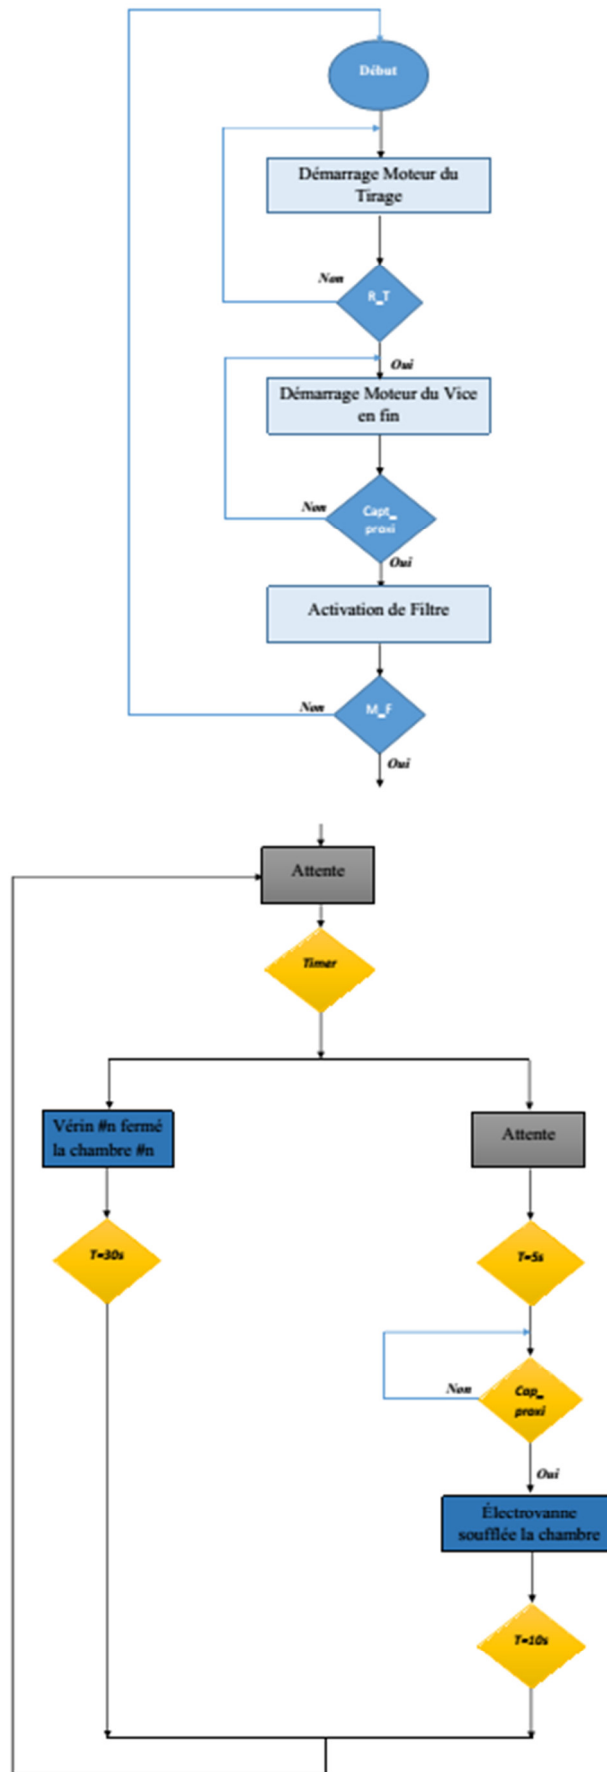 Début
Démarrage Moteur du
Tirage
Non
R_T
Oui
Démarrage Moteur du Vice
en fin
Non
Capt_
proxi
Oui
Activation de Filtre
Non
M_F
Oui
Attente
Timer
Vérin #n fermé
la chambre #n
Attente
T=30s
T=5s
Non
Cap_
proxi
Oui
Électrovanne
soufflée la chambre
T=10s